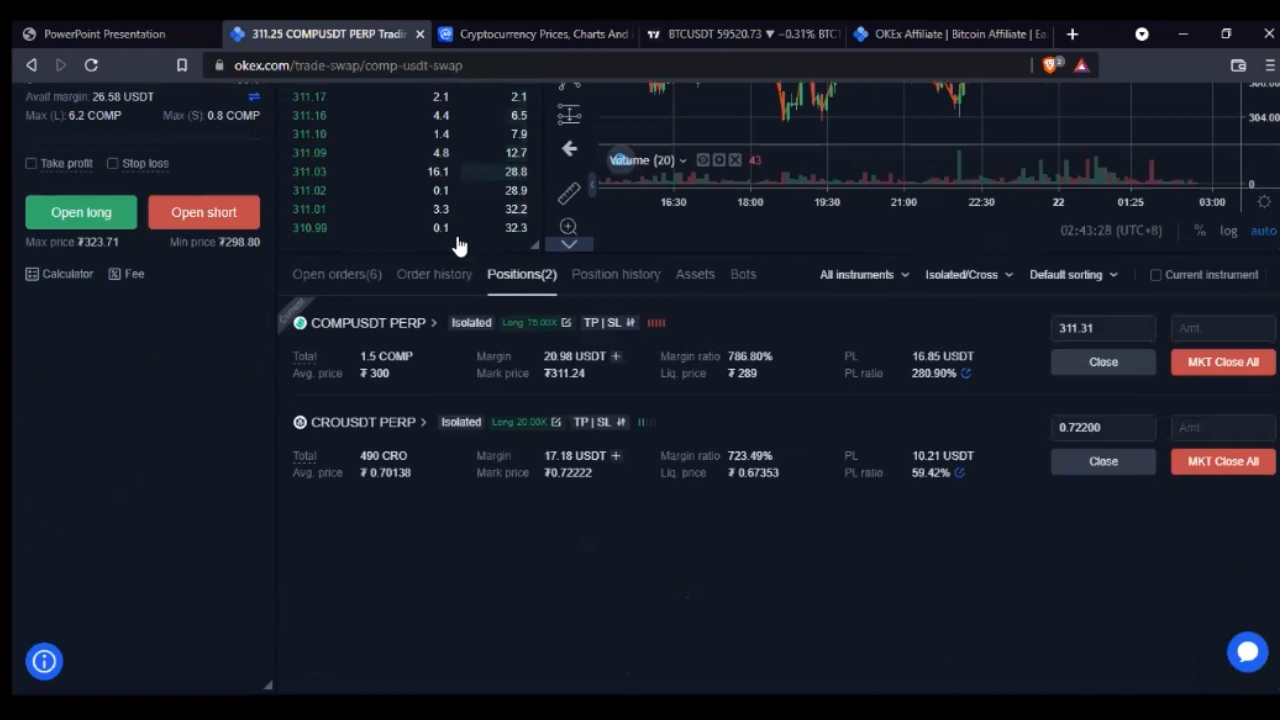 PowerPoint Presentation
311.25 COMPUSDT PERP Tradin
Cryptocurrency Prices, Charts And
BTCUSDT 59520.73 ▼ −0.31% BTC
OKEx Affiliate | Bitcoin Affiliate | Ea
okex.com/trade-swap/comp-usdt-swap
Avail margin: 26.58 USDT
Max (L): 6.2 COMP Max (S): 0.8 COMP
Take profit Stop loss
Open long Open short
Max price ₮323.71 Min price ₮298.80
Calculator Fee
311.17 2.1 2.1
311.16 4.4 6.5
311.10 1.4 7.9
311.09 4.8 12.7
311.03 16.1 28.8
311.02 0.1 28.9
311.01 3.3 32.2
310.99 0.1 32.3
304.00
Volume (20) 43
0
16:30 18:00 19:30 21:00 22:30 22 01:25 03:00
02:43:28 (UTC+8) % log auto
Open orders(6) Order history Positions(2) Position history Assets Bots
All instruments Isolated/Cross Default sorting Current instrument
Current
COMPUSDT PERP Isolated Long 75.00X TP | SL
311.31 Amt.
Total 1.5 COMP Margin 20.98 USDT Margin ratio 786.80% PL 16.85 USDT
Avg. price ₮ 300 Mark price ₮311.24 Liq. price ₮ 289 PL ratio 280.90%
Close MKT Close All
CROUSDT PERP Isolated Long 20.00X TP | SL
0.72200 Amt.
Total 490 CRO Margin 17.18 USDT Margin ratio 723.49% PL 10.21 USDT
Avg. price ₮ 0.70138 Mark price ₮0.72222 Liq. price ₮ 0.67353 PL ratio 59.42%
Close MKT Close All